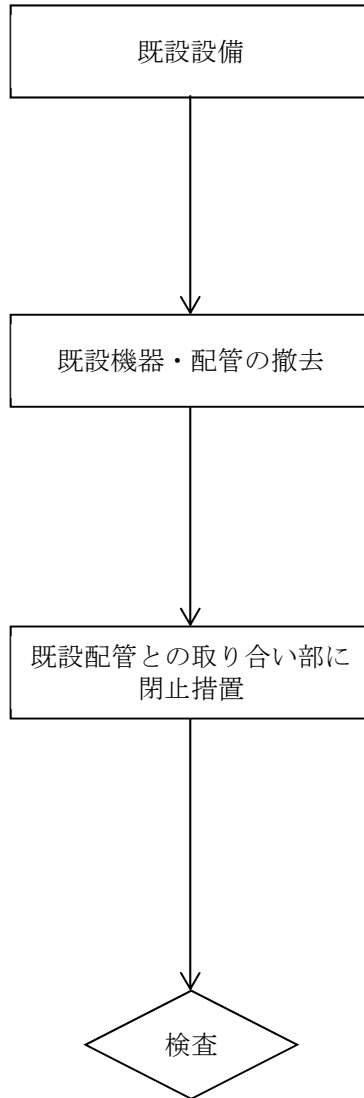 既設設備
既設機器・配管の撤去
既設配管との取り合い部に
閉止措置
検査